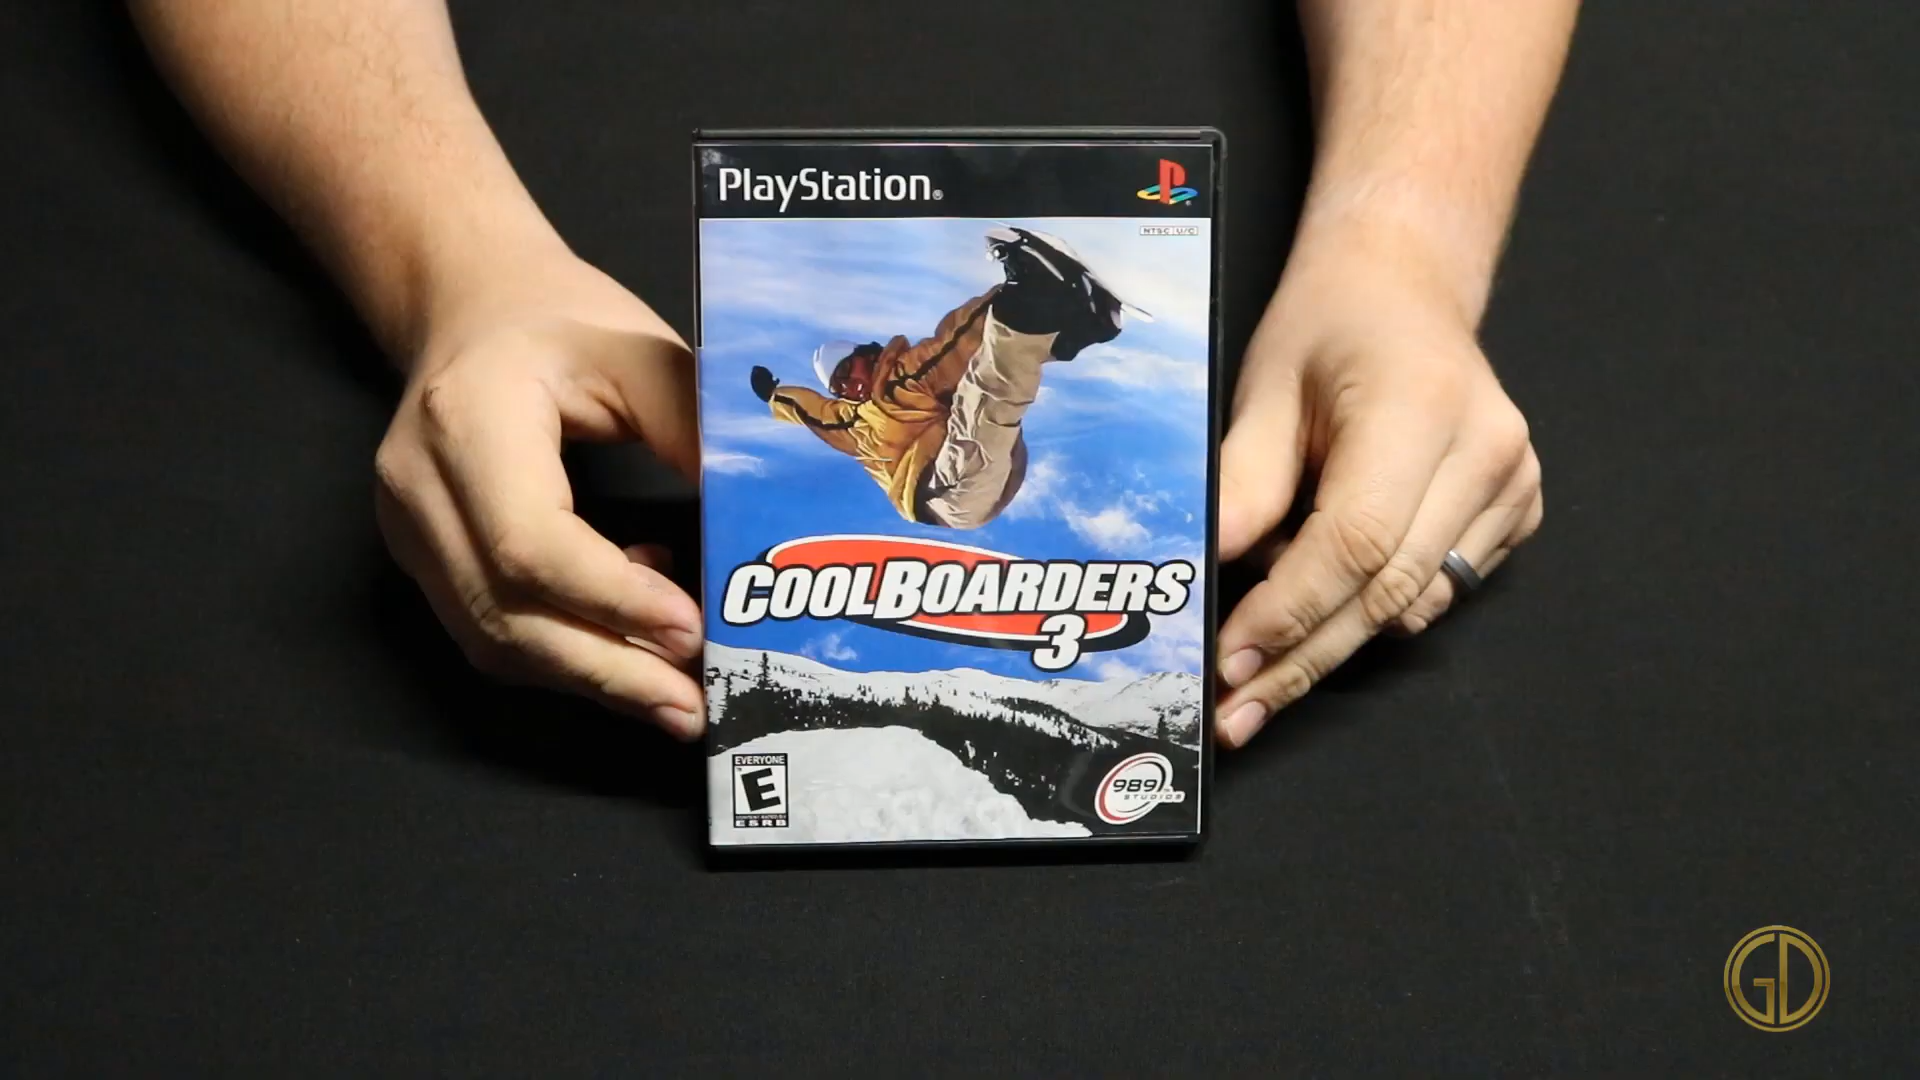 PlayStation®
NTSC U/C
COOLBOARDERS
3
EVERYONE
E
ESRB
989
STUDIOS
GD